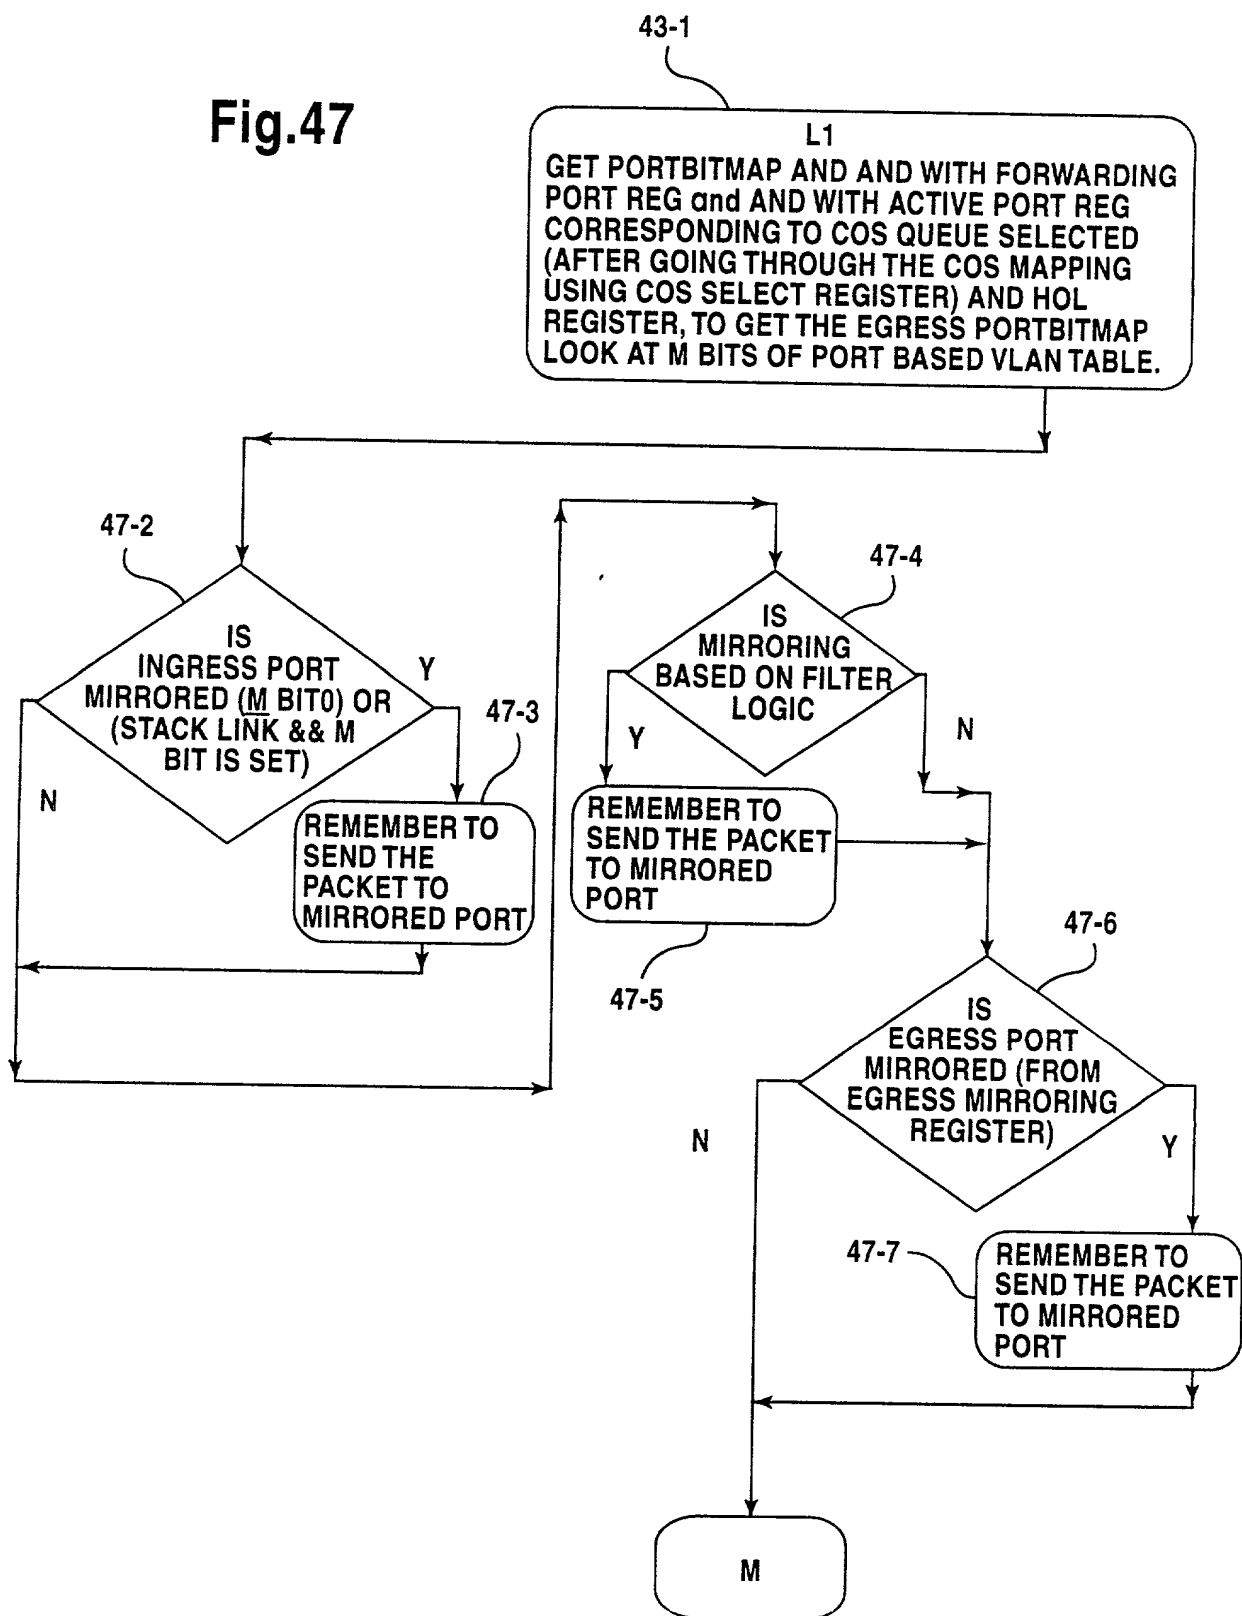 43-1
Fig.47
L1
GET PORTBITMAP AND AND WITH FORWARDING
PORT REG and AND WITH ACTIVE PORT REG
CORRESPONDING TO COS QUEUE SELECTED
(AFTER GOING THROUGH THE COS MAPPING
USING COS SELECT REGISTER) AND HOL
REGISTER, TO GET THE EGRESS PORTBITMAP
LOOK AT M BITS OF PORT BASED VLAN TABLE.
47-2
IS
INGRESS PORT
MIRRORED (M BIT0) OR
(STACK LINK && M
BIT IS SET)
Y
N
47-3
REMEMBER TO
SEND THE
PACKET TO
MIRRORED PORT
47-4
IS
MIRRORING
BASED ON FILTER
LOGIC
Y
N
REMEMBER TO
SEND THE PACKET
TO MIRRORED
PORT
47-5
47-6
IS
EGRESS PORT
MIRRORED (FROM
EGRESS MIRRORING
REGISTER)
N
Y
47-7
REMEMBER TO
SEND THE PACKET
TO MIRRORED
PORT
M